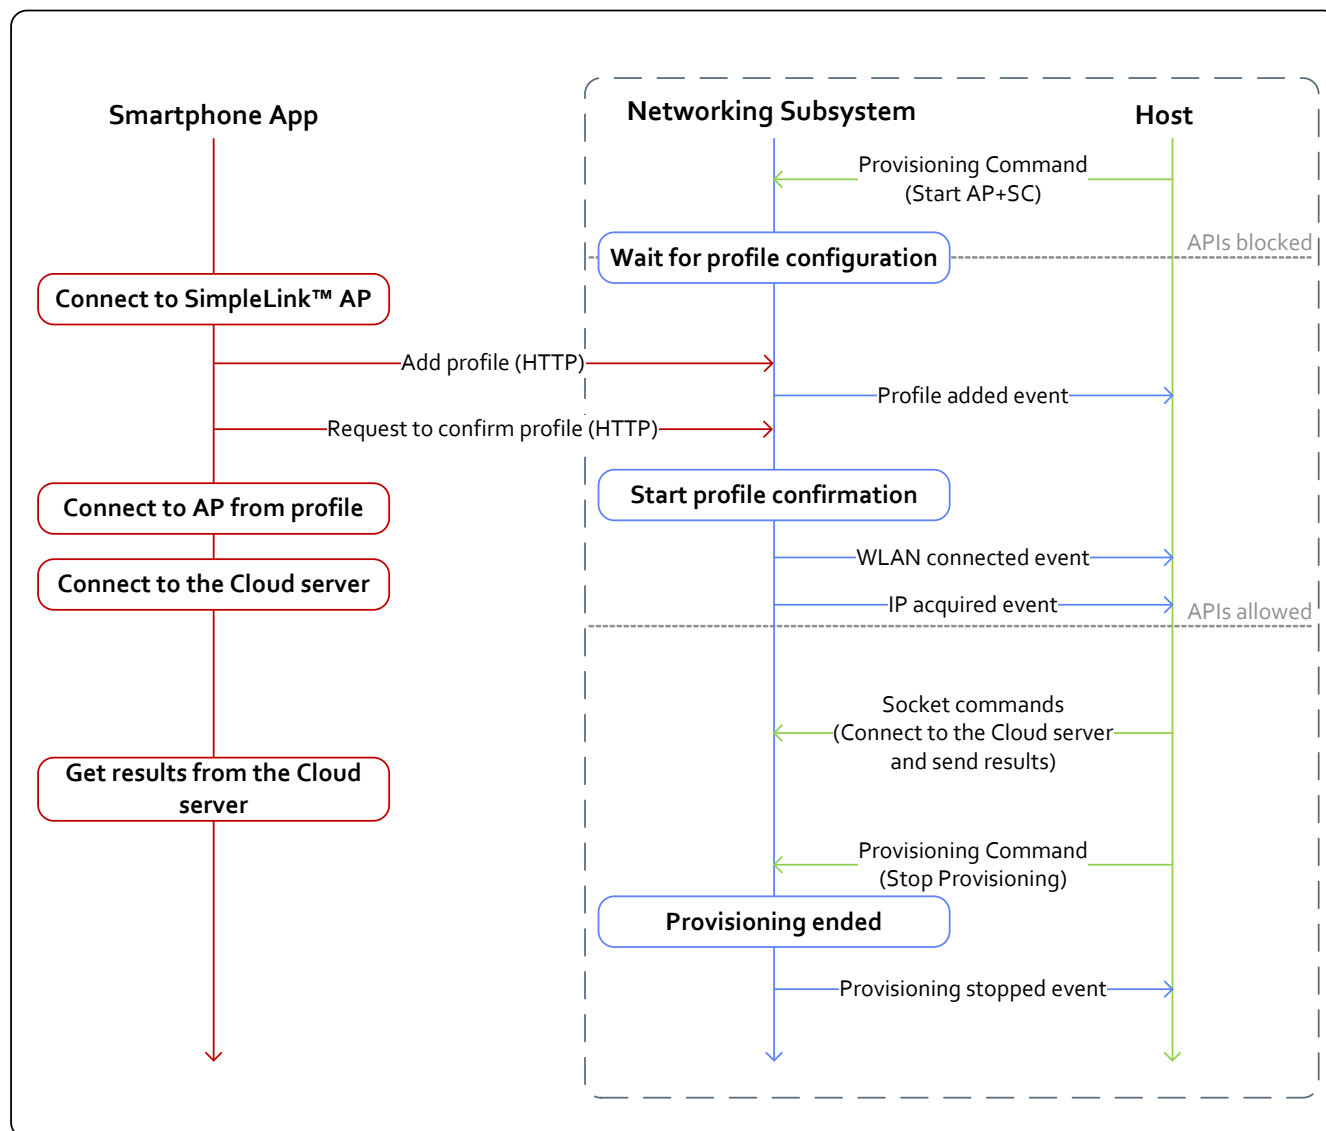 Smartphone App
Networking Subsystem
Host
Provisioning Command
(Start AP+SC)
APIs blocked
Wait for profile configuration
Connect to SimpleLink™ AP
Add profile (HTTP)
Profile added event
Request to confirm profile (HTTP)
Start profile confirmation
Connect to AP from profile
WLAN connected event
Connect to the Cloud server
IP acquired event
APIs allowed
Socket commands
(Connect to the Cloud server
and send results)
Get results from the Cloud
server
Provisioning Command
(Stop Provisioning)
Provisioning ended
Provisioning stopped event